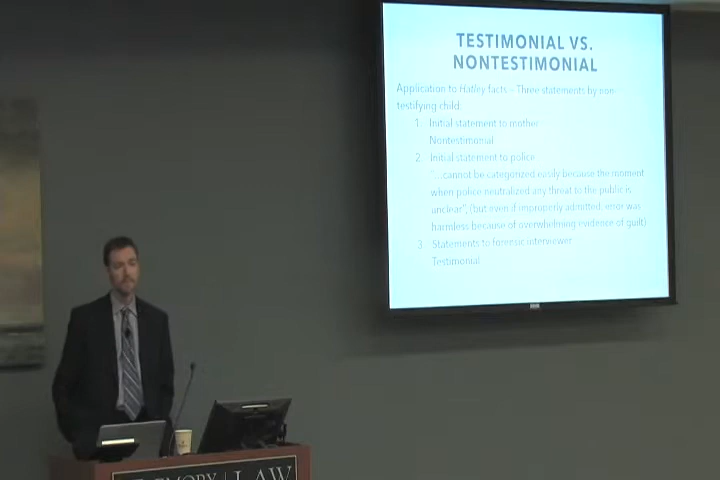 TESTIMONIAL VS.
NONTESTIMONIAL
Application to Hatley facts – Three statements by non-
testifying child:
1. Initial statement to mother
Nontestimonial
2. Initial statement to police
"…cannot be categorized easily because the moment
when police neutralized any threat to the public is
unclear", (but even if improperly admitted, error was
harmless because of overwhelming evidence of guilt)
3. Statements to forensic interviewer
Testimonial
EMORY | LAW